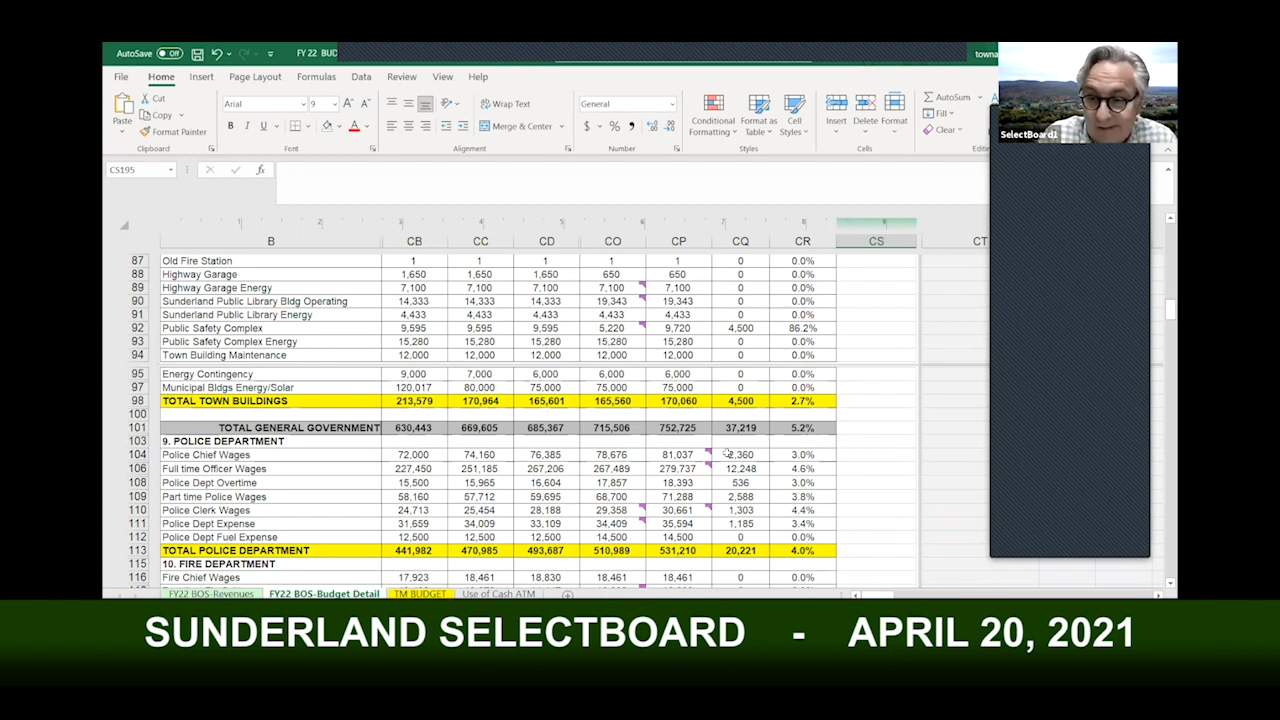 AutoSave Off FY 22 BUD towna
File Home Insert Page Layout Formulas Data Review View Help
Paste Cut Copy Format Painter Clipboard
Arial 9 B I U Font
Wrap Text Merge & Center Alignment
General $ % , Number
Conditional Formatting Format as Table Cell Styles Styles
Insert Delete Format Cells
AutoSum Fill Clear Editin
SelectBoard1
CS195 fx
1 2 3 4 5 6 7 8 9
B CB CC CD CO CP CQ CR CS CT
87 Old Fire Station 1 1 1 1 1 0 0.0%
88 Highway Garage 1,650 1,650 1,650 650 650 0 0.0%
89 Highway Garage Energy 7,100 7,100 7,100 7,100 7,100 0 0.0%
90 Sunderland Public Library Bldg Operating 14,333 14,333 14,333 19,343 19,343 0 0.0%
91 Sunderland Public Library Energy 4,433 4,433 4,433 4,433 4,433 0 0.0%
92 Public Safety Complex 9,595 9,595 9,595 5,220 9,720 4,500 86.2%
93 Public Safety Complex Energy 15,280 15,280 15,280 15,280 15,280 0 0.0%
94 Town Building Maintenance 12,000 12,000 12,000 12,000 12,000 0 0.0%
95 Energy Contingency 9,000 7,000 6,000 6,000 6,000 0 0.0%
97 Municipal Bldgs Energy/Solar 120,017 80,000 75,000 75,000 75,000 0 0.0%
98 TOTAL TOWN BUILDINGS 213,579 170,964 165,601 165,560 170,060 4,500 2.7%
100
101 TOTAL GENERAL GOVERNMENT 630,443 669,605 685,367 715,506 752,725 37,219 5.2%
103 9. POLICE DEPARTMENT
104 Police Chief Wages 72,000 74,160 76,385 78,676 81,037 2,360 3.0%
106 Full time Officer Wages 227,450 251,185 267,206 267,489 279,737 12,248 4.6%
108 Police Dept Overtime 15,500 15,965 16,604 17,857 18,393 536 3.0%
109 Part time Police Wages 58,160 57,712 59,695 68,700 71,288 2,588 3.8%
110 Police Clerk Wages 24,713 25,454 28,188 29,358 30,661 1,303 4.4%
111 Police Dept Expense 31,659 34,009 33,109 34,409 35,594 1,185 3.4%
112 Police Dept Fuel Expense 12,500 12,500 12,500 14,500 14,500 0 0.0%
113 TOTAL POLICE DEPARTMENT 441,982 470,985 493,687 510,989 531,210 20,221 4.0%
115 10. FIRE DEPARTMENT
116 Fire Chief Wages 17,923 18,461 18,830 18,461 18,461 0 0.0%
FY22 BOS-Revenues FY22 BOS-Budget Detail TM BUDGET Use of Cash ATM
SUNDERLAND SELECTBOARD - APRIL 20, 2021